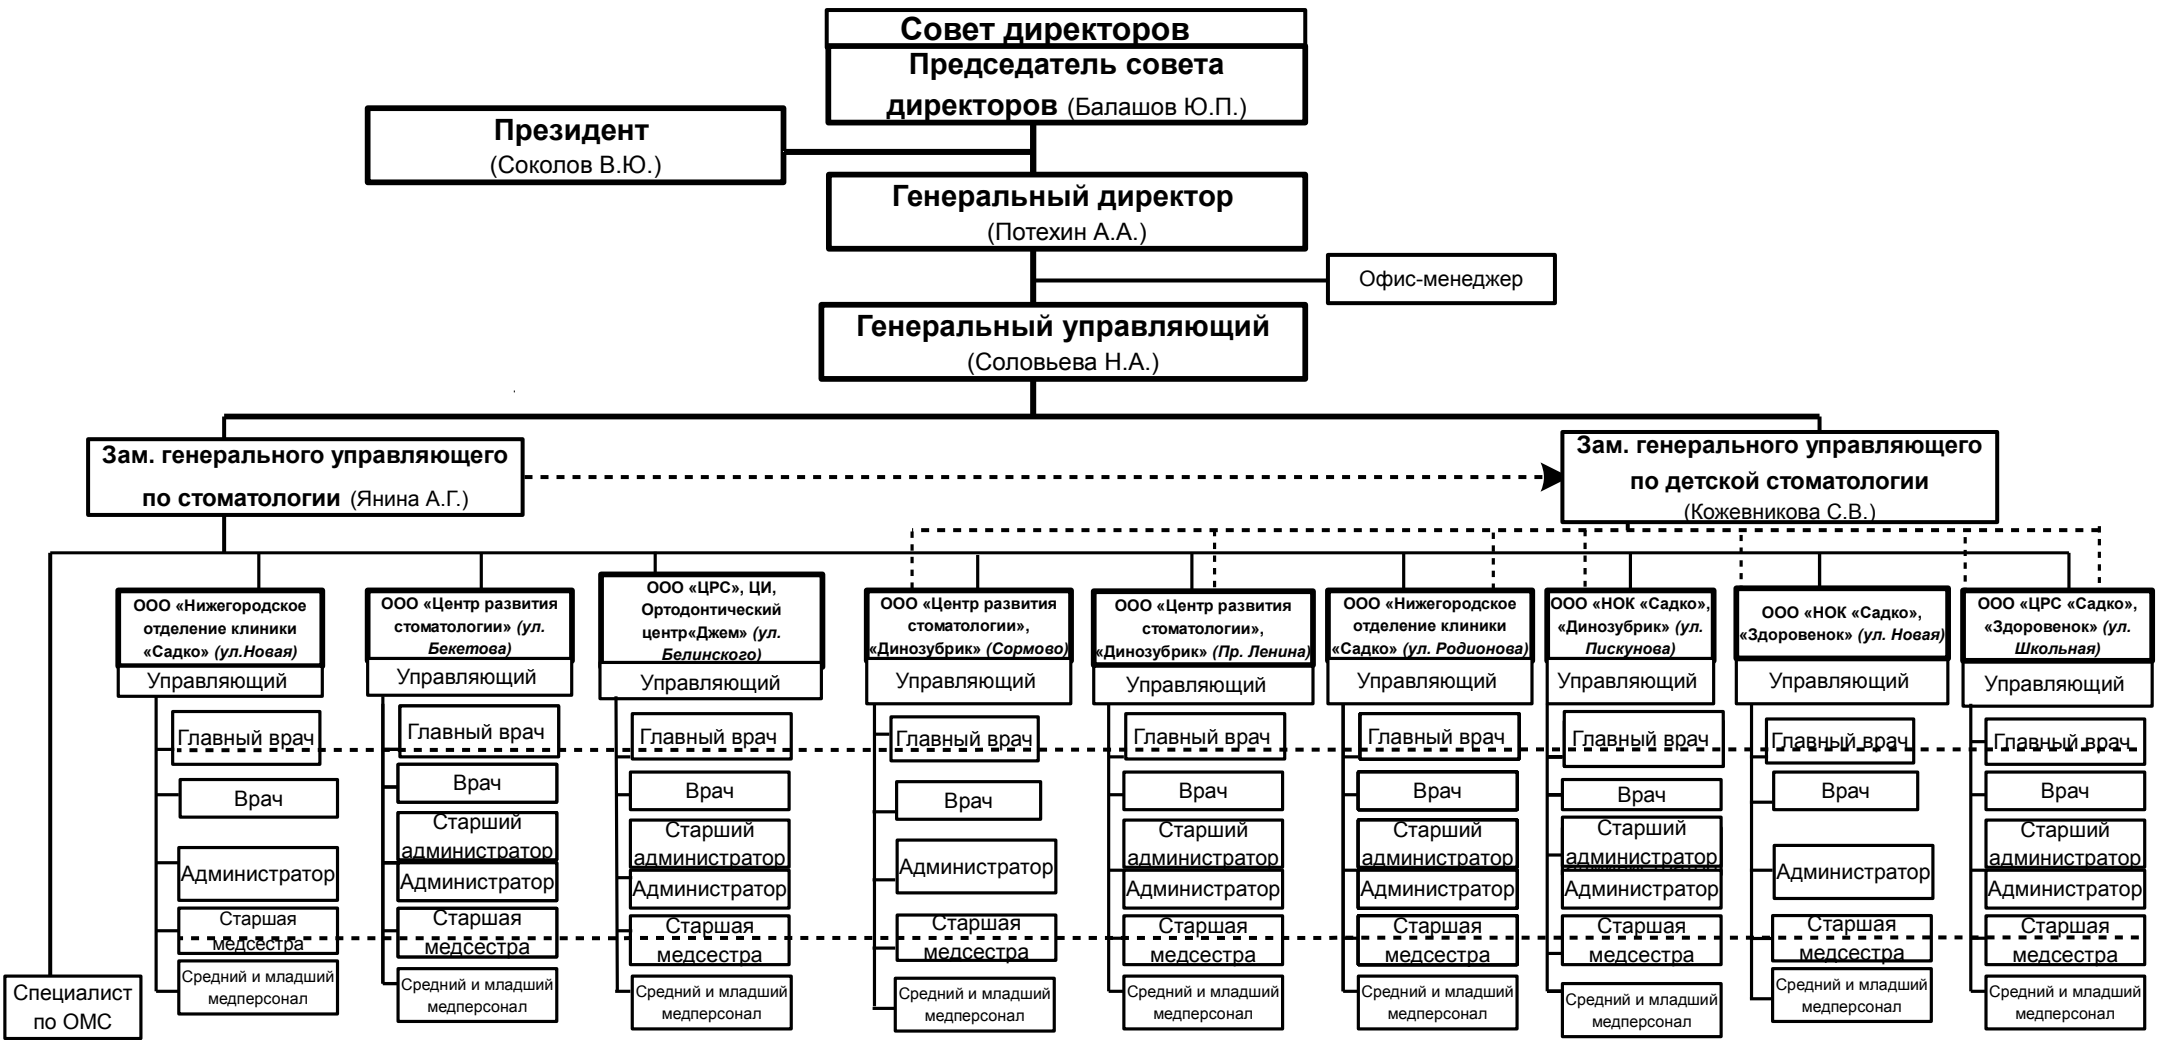 Совет директоров
Председатель совета
директоров (Балашов Ю.П.)
Президент
(Соколов В.Ю.)
Генеральный директор
(Потехин А.А.)
Офис-менеджер
Генеральный управляющий
(Соловьева Н.А.)
Зам. генерального управляющего
по стоматологии (Янина А.Г.)
Зам. генерального управляющего
по детской стоматологии
(Кожевникова С.В.)
Специалист
по ОМС
ООО «Нижегородское
отделение клиники
«Садко» (ул.Новая)
Управляющий
Главный врач
Врач
Администратор
Старшая
медсестра
Средний и младший
медперсонал
ООО «Центр развития
стоматологии» (ул.
Бекетова)
Управляющий
Главный врач
Врач
Старший
администратор
Администратор
Старшая
медсестра
Средний и младший
медперсонал
ООО «ЦРС», ЦИ,
Ортодонтический
центр«Джем» (ул.
Белинского)
Управляющий
Главный врач
Врач
Старший
администратор
Администратор
Старшая
медсестра
Средний и младший
медперсонал
ООО «Центр развития
стоматологии»,
«Динозубрик» (Сормово)
Управляющий
Главный врач
Врач
Администратор
Старшая
медсестра
Средний и младший
медперсонал
ООО «Центр развития
стоматологии»,
«Динозубрик» (Пр. Ленина)
Управляющий
Главный врач
Врач
Старший
администратор
Администратор
Старшая
медсестра
Средний и младший
медперсонал
ООО «Нижегородское
отделение клиники
«Садко» (ул. Родионова)
Управляющий
Главный врач
Врач
Старший
администратор
Администратор
Старшая
медсестра
Средний и младший
медперсонал
ООО «НОК «Садко»,
«Динозубрик» (ул.
Пискунова)
Управляющий
Главный врач
Врач
Старший
администратор
Администратор
Старшая
медсестра
Средний и младший
медперсонал
ООО «НОК «Садко»,
«Здоровенок» (ул. Новая)
Управляющий
Главный врач
Врач
Администратор
Старшая
медсестра
Средний и младший
медперсонал
ООО «ЦРС «Садко»,
«Здоровенок» (ул.
Школьная)
Управляющий
Главный врач
Врач
Старший
администратор
Администратор
Старшая
медсестра
Средний и младший
медперсонал